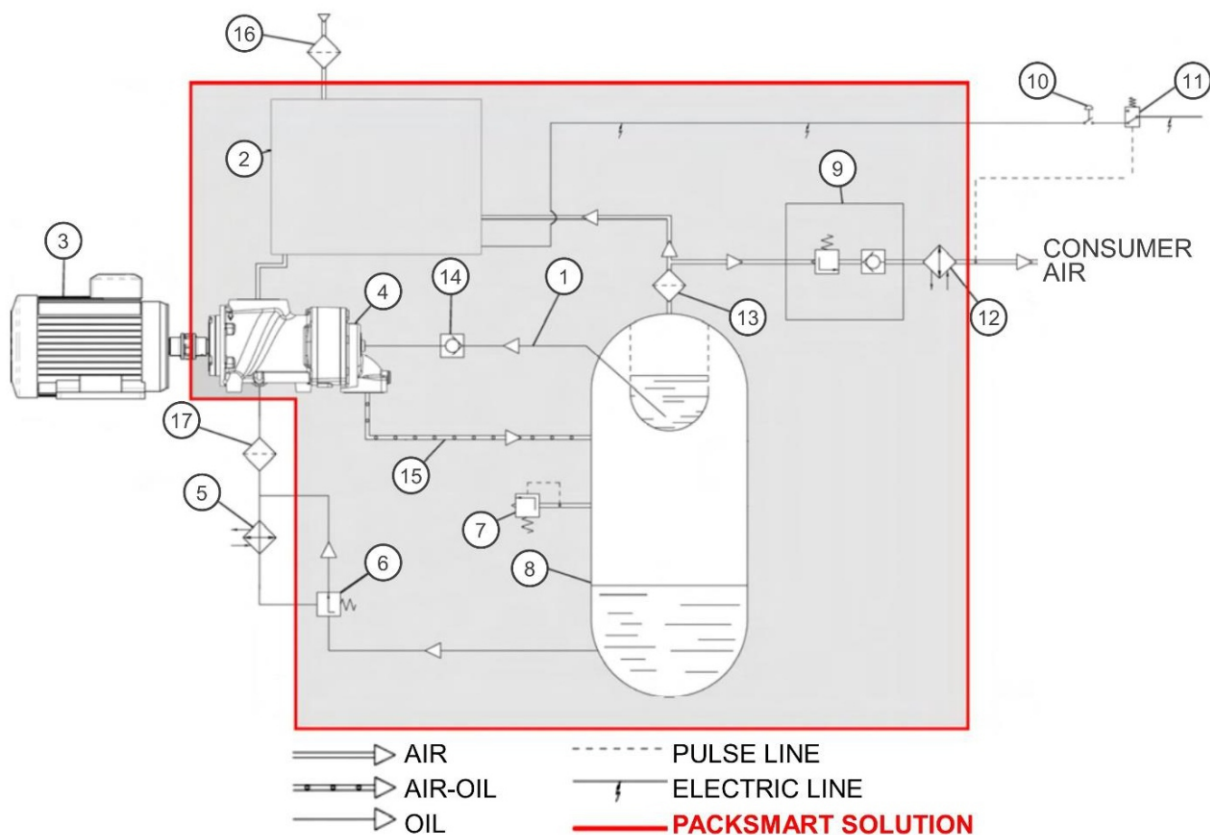 16
10
11
2
9
3
CONSUMER
AIR
4
14
1
13
12
17
15
5
7
6
8
AIR
PULSE LINE
AIR-OIL
ELECTRIC LINE
OIL
PACKSMART SOLUTION